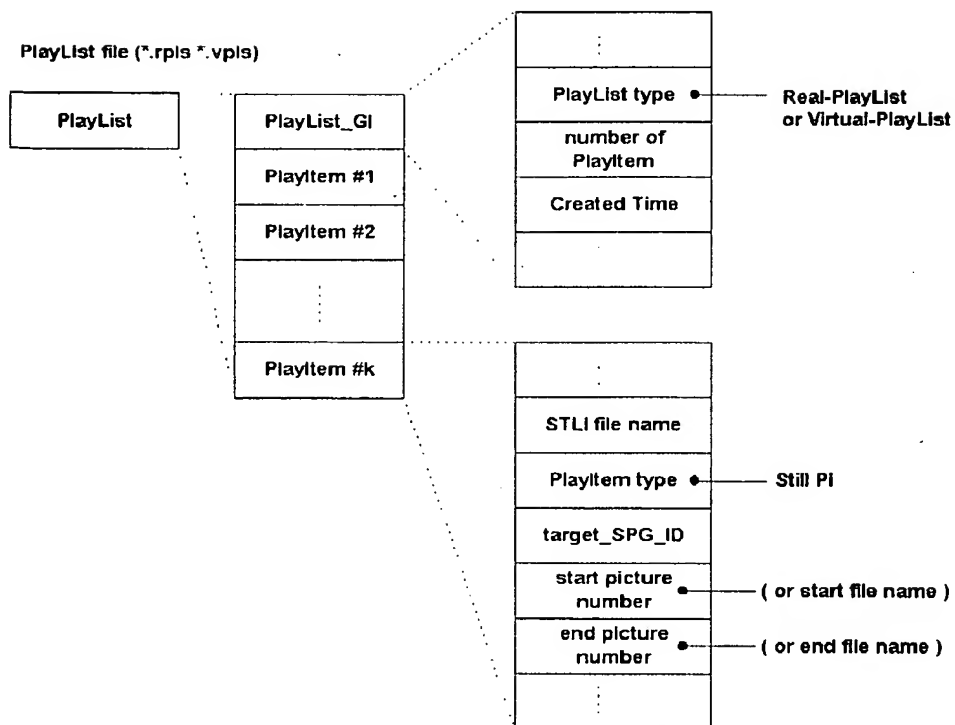 PlayList file (*.rpls *.vpls)
PlayList
PlayList_GI
PlayItem #1
PlayItem #2
PlayItem #k
PlayList type
Real-PlayList
or Virtual-PlayList
number of
PlayItem
Created Time
STLI file name
PlayItem type
Still PI
target_SPG_ID
start picture
number
( or start file name )
end picture
number
( or end file name )